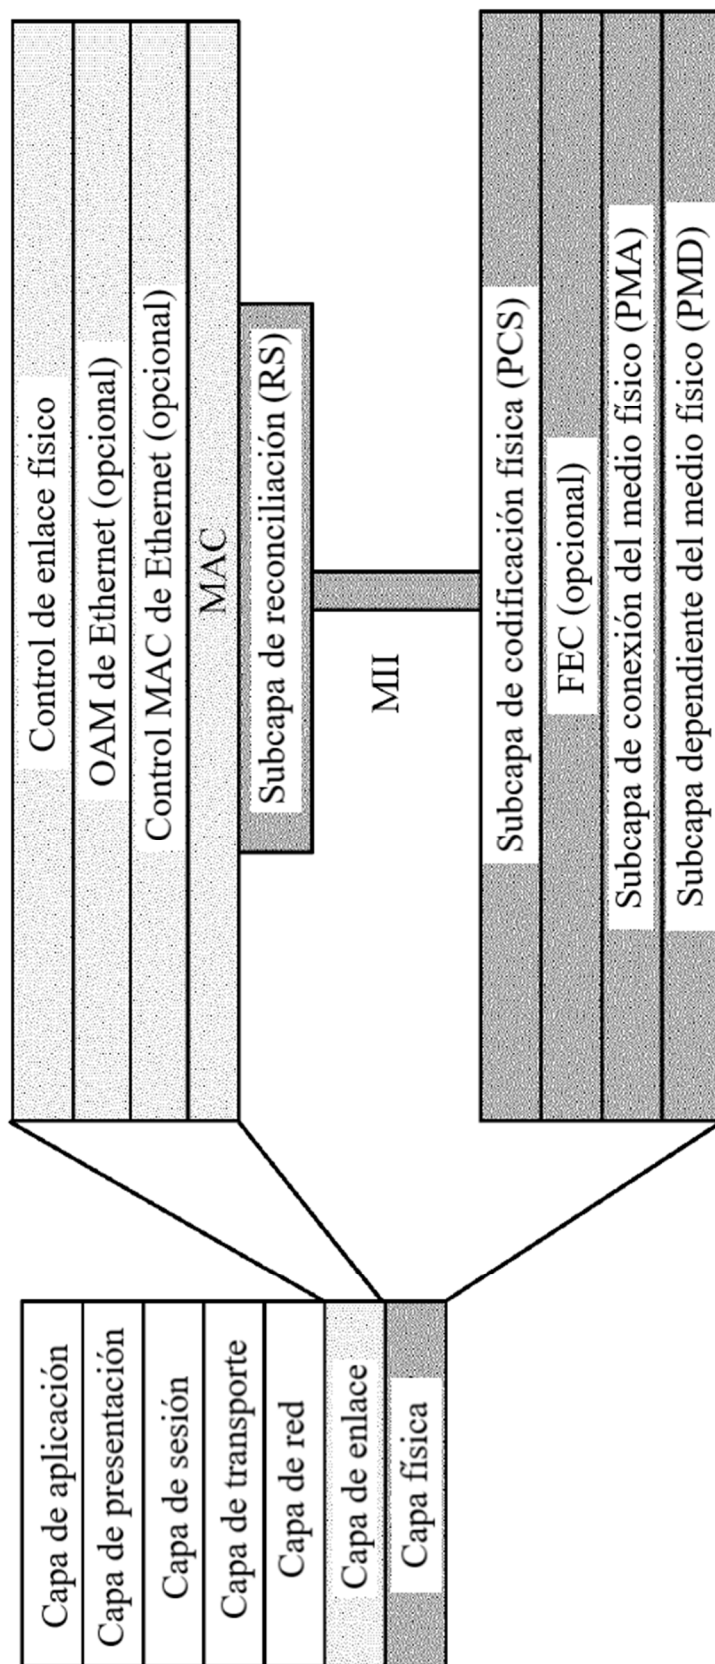 Capa de aplicación
Capa de presentación
Capa de sesión
Capa de transporte
Capa de red
Capa de enlace
Capa física
Control de enlace físico
OAM de Ethernet (opcional)
Control MAC de Ethernet (opcional)
MAC
Subcapa de reconciliación (RS)
MII
Subcapa de codificación física (PCS)
FEC (opcional)
Subcapa de conexión del medio físico (PMA)
Subcapa dependiente del medio físico (PMD)